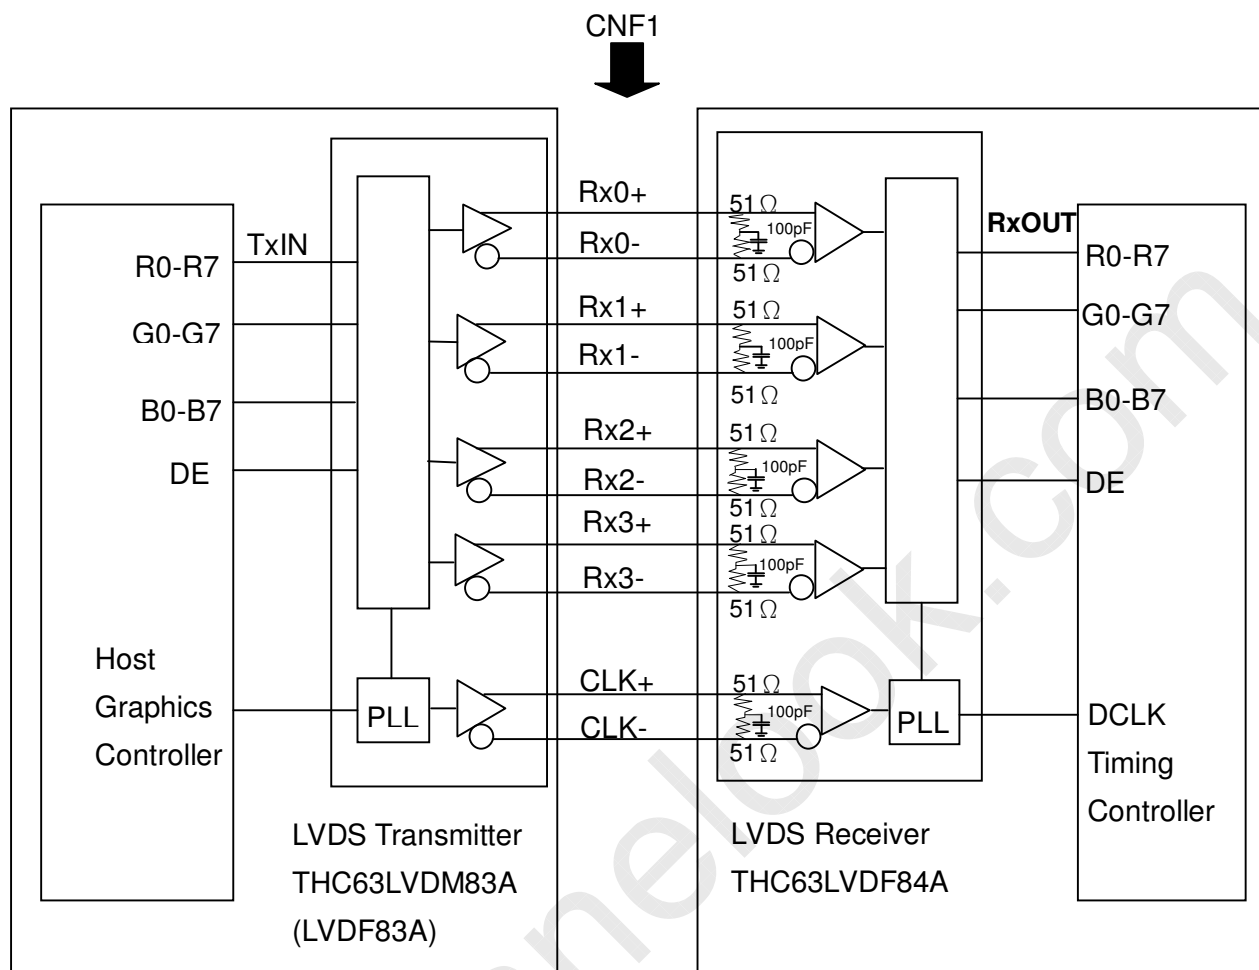 CNF1
R0-R7
G0-G7
B0-B7
DE
Host
Graphics
Controller
TxIN
PLL
LVDS Transmitter
THC63LVDM83A
(LVDF83A)
Rx0+
Rx0-
Rx1+
Rx1-
Rx2+
Rx2-
Rx3+
Rx3-
CLK+
CLK-
51Ω
100pF
51Ω
51Ω
100pF
51Ω
51Ω
100pF
51Ω
51Ω
100pF
51Ω
51Ω
100pF
51Ω
PLL
LVDS Receiver
THC63LVDF84A
RxOUT
R0-R7
G0-G7
B0-B7
DE
DCLK
Timing
Controller
nelook.com